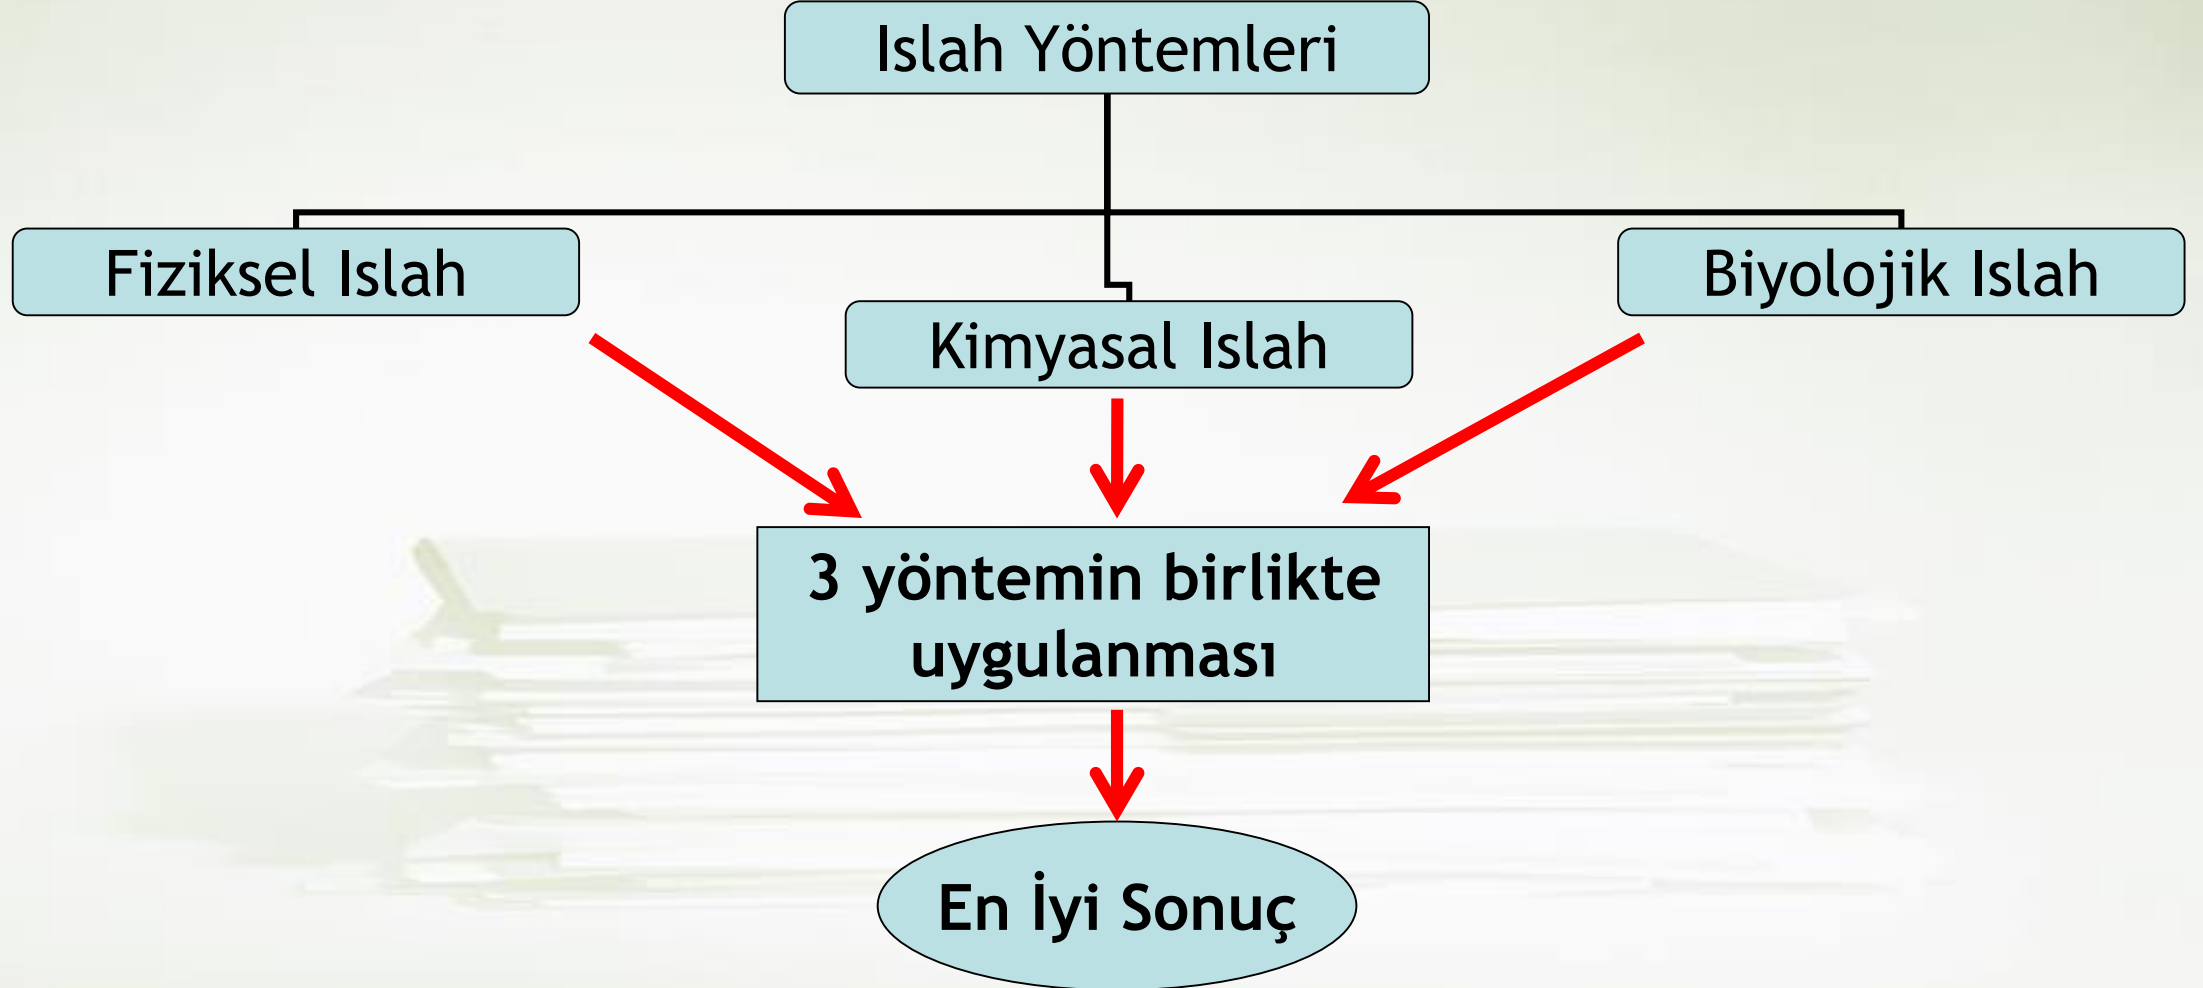 Islah Yöntemleri
Fiziksel Islah
Kimyasal Islah
Biyolojik Islah
3 yöntemin birlikte
uygulanması
En İyi Sonuç